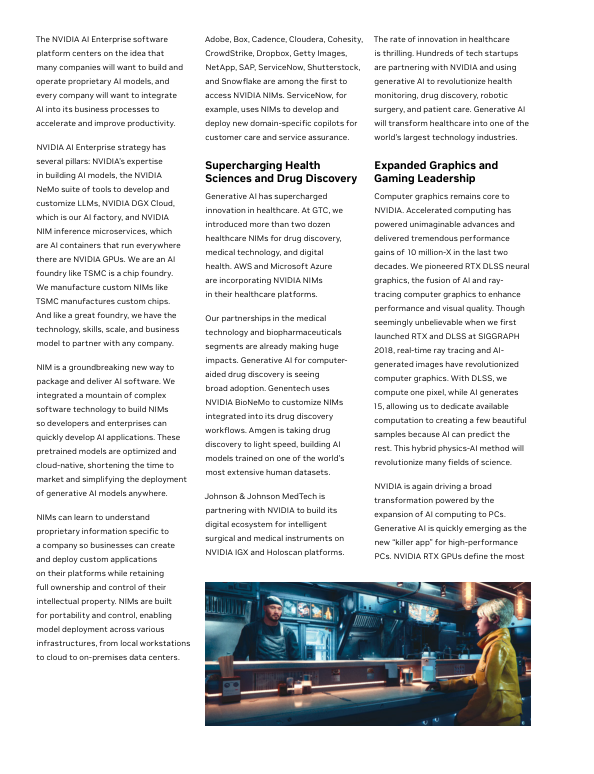 The NVIDIA AI Enterprise software
platform centers on the idea that
many companies will want to build and
operate proprietary AI models, and
every company will want to integrate
AI into its business processes to
accelerate and improve productivity.
NVIDIA AI Enterprise strategy has
several pillars: NVIDIA's expertise
in building AI models, the NVIDIA
NeMo suite of tools to develop and
customize LLMs, NVIDIA DGX Cloud,
which is our AI factory, and NVIDIA
NIM inference microservices, which
are AI containers that run everywhere
there are NVIDIA GPUs. We are an AI
foundry like TSMC is a chip foundry.
We manufacture custom NIMs like
TSMC manufactures custom chips.
And like a great foundry, we have the
technology, skills, scale, and business
model to partner with any company.
NIM is a groundbreaking new way to
package and deliver AI software. We
integrated a mountain of complex
software technology to build NIMs
so developers and enterprises can
quickly develop AI applications. These
pretrained models are optimized and
cloud-native, shortening the time to
market and simplifying the deployment
of generative AI models anywhere.
NIMs can learn to understand
proprietary information specific to
a company so businesses can create
and deploy custom applications
on their platforms while retaining
full ownership and control of their
intellectual property. NIMs are built
for portability and control, enabling
model deployment across various
infrastructures, from local workstations
to cloud to on-premises data centers.
Adobe, Box, Cadence, Cloudera, Cohesity,
CrowdStrike, Dropbox, Getty Images,
NetApp, SAP, ServiceNow, Shutterstock,
and Snowflake are among the first to
access NVIDIA NIMs. ServiceNow, for
example, uses NIMs to develop and
deploy new domain-specific copilots for
customer care and service assurance.
Supercharging Health
Sciences and Drug Discovery
Generative AI has supercharged
innovation in healthcare. At GTC, we
introduced more than two dozen
healthcare NIMs for drug discovery,
medical technology, and digital
health. AWS and Microsoft Azure
are incorporating NVIDIA NIMs
in their healthcare platforms.
Our partnerships in the medical
technology and biopharmaceuticals
segments are already making huge
impacts. Generative AI for computer-
aided drug discovery is seeing
broad adoption. Genentech uses
NVIDIA BioNeMo to customize NIMs
integrated into its drug discovery
workflows. Amgen is taking drug
discovery to light speed, building AI
models trained on one of the world's
most extensive human datasets.
Johnson & Johnson MedTech is
partnering with NVIDIA to build its
digital ecosystem for intelligent
surgical and medical instruments on
NVIDIA IGX and Holoscan platforms.
The rate of innovation in healthcare
is thrilling. Hundreds of tech startups
are partnering with NVIDIA and using
generative AI to revolutionize health
monitoring, drug discovery, robotic
surgery, and patient care. Generative AI
will transform healthcare into one of the
world's largest technology industries.
Expanded Graphics and
Gaming Leadership
Computer graphics remains core to
NVIDIA. Accelerated computing has
powered unimaginable advances and
delivered tremendous performance
gains of 10 million-X in the last two
decades. We pioneered RTX DLSS neural
graphics, the fusion of AI and ray-
tracing computer graphics to enhance
performance and visual quality. Though
seemingly unbelievable when we first
launched RTX and DLSS at SIGGRAPH
2018, real-time ray tracing and AI-
generated images have revolutionized
computer graphics. With DLSS, we
compute one pixel, while AI generates
15, allowing us to dedicate available
computation to creating a few beautiful
samples because AI can predict the
rest. This hybrid physics-AI method will
revolutionize many fields of science.
NVIDIA is again driving a broad
transformation powered by the
expansion of AI computing to PCs.
Generative AI is quickly emerging as the
new “killer app” for high-performance
PCs. NVIDIA RTX GPUs define the most